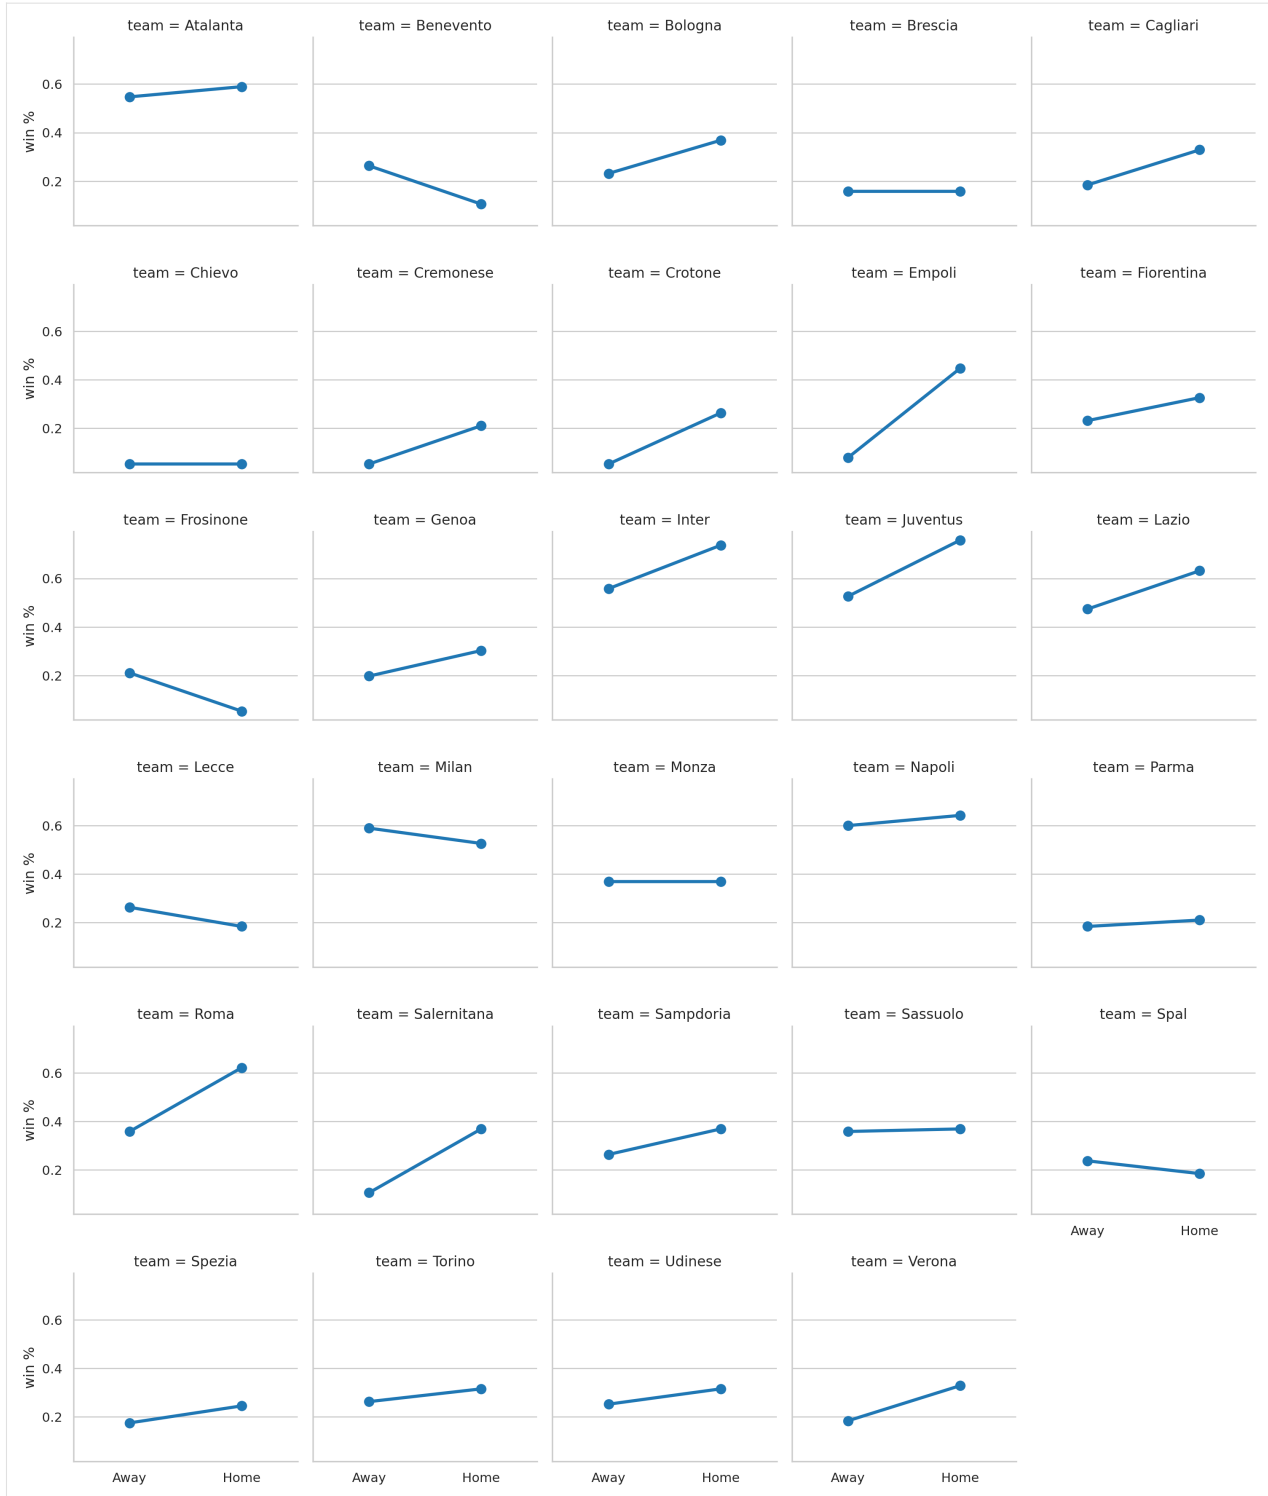 team = Atalanta
team = Benevento
team = Bologna
team = Brescia
team = Cagliari
win %
0.6
0.4
0.2
team = Chievo
team = Cremonese
team = Crotone
team = Empoli
team = Fiorentina
win %
0.6
0.4
0.2
team = Frosinone
team = Genoa
team = Inter
team = Juventus
team = Lazio
win %
0.6
0.4
0.2
team = Lecce
team = Milan
team = Monza
team = Napoli
team = Parma
win %
0.6
0.4
0.2
team = Roma
team = Salernitana
team = Sampdoria
team = Sassuolo
team = Spal
win %
0.6
0.4
0.2
Away
Home
team = Spezia
team = Torino
team = Udinese
team = Verona
win %
0.6
0.4
0.2
Away
Home
Away
Home
Away
Home
Away
Home